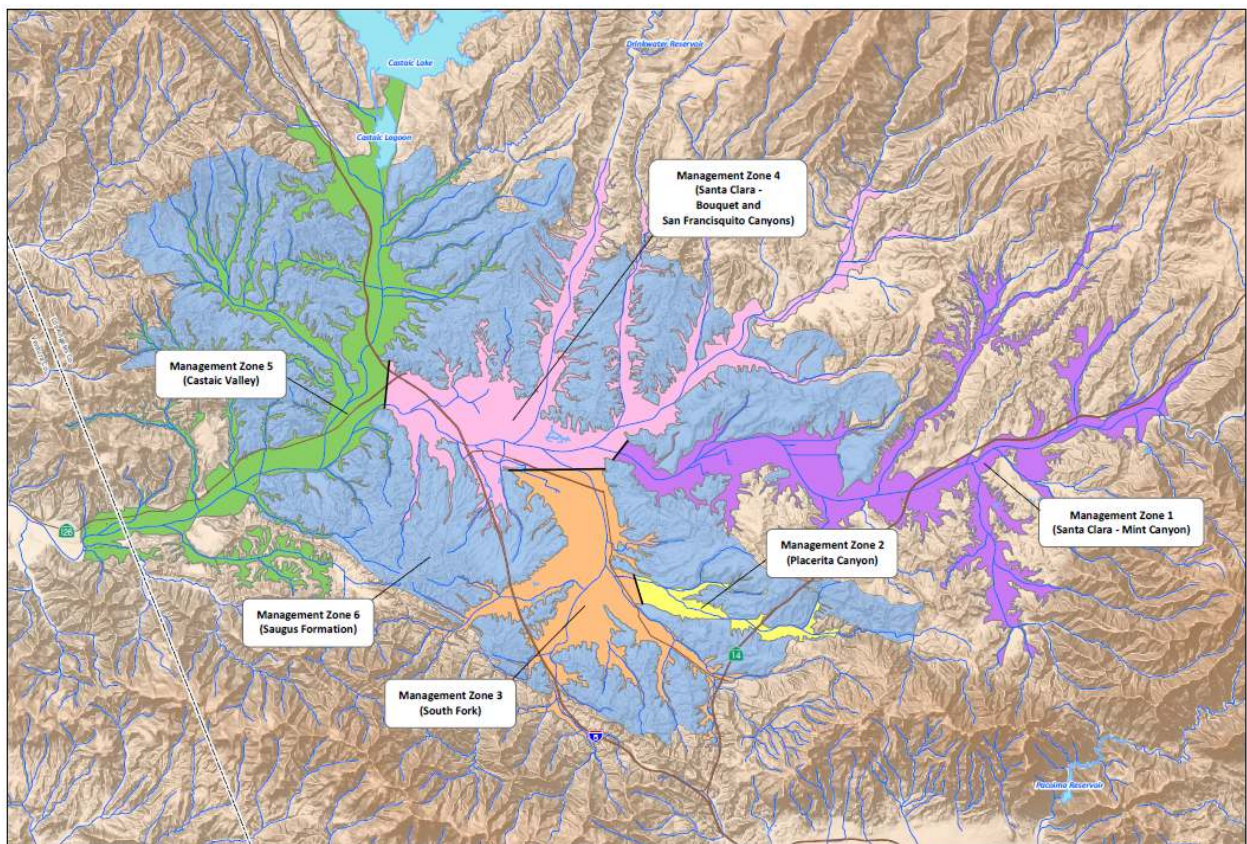 Drinkwater Reservoir
Castaic Lake
Castaic Lagoon
Management Zone 4
(Santa Clara -
Bouquet and
San Francisquito Canyons)
Management Zone 5
(Castaic Valley)
126
Management Zone 1
(Santa Clara - Mint Canyon)
Management Zone 2
(Placerita Canyon)
Management Zone 6
(Saugus Formation)
14
Management Zone 3
(South Fork)
5
Pacoima Reservoir